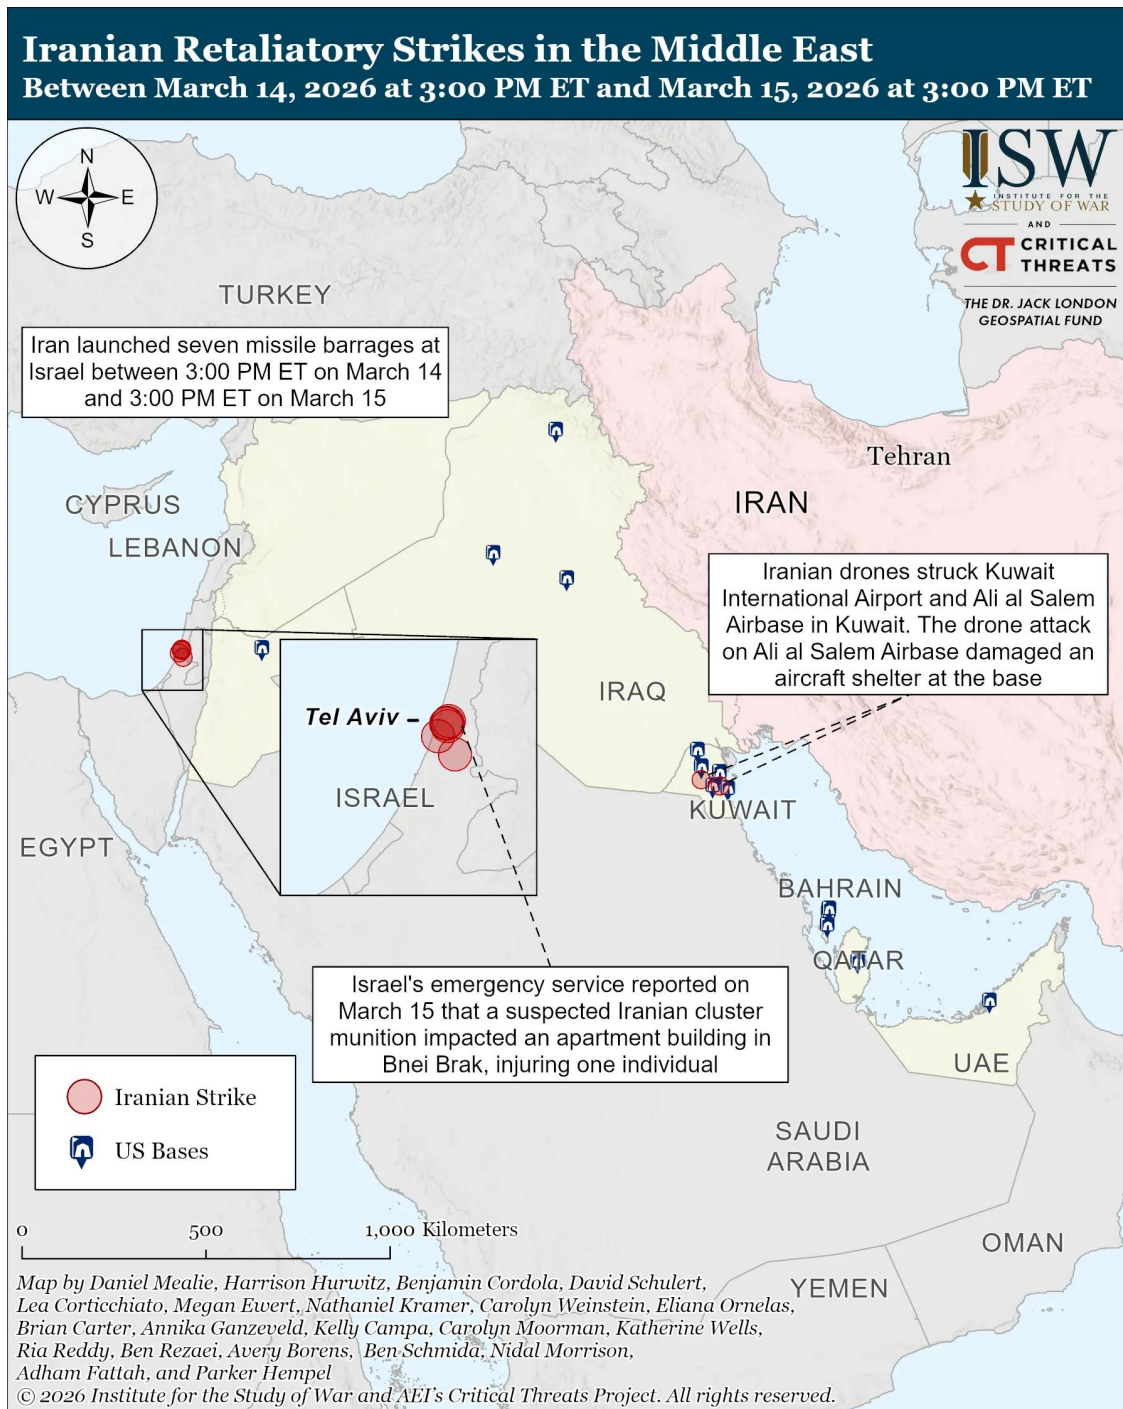 Iranian Retaliatory Strikes in the Middle East
Between March 14, 2026 at 3:00 PM ET and March 15, 2026 at 3:00 PM ET
N
W
E
S
ISW
INSTITUTE FOR THE
STUDY OF WAR
AND
CT CRITICAL
THREATS
THE DR. JACK LONDON
GEOSPATIAL FUND
TURKEY
Iran launched seven missile barrages at
Israel between 3:00 PM ET on March 14
and 3:00 PM ET on March 15
Tehran
CYPRUS
IRAN
LEBANON
Iranian drones struck Kuwait
International Airport and Ali al Salem
Airbase in Kuwait. The drone attack
on Ali al Salem Airbase damaged an
aircraft shelter at the base
IRAQ
Tel Aviv
ISRAEL
KUWAIT
EGYPT
BAHRAIN
QATAR
Israel's emergency service reported on
March 15 that a suspected Iranian cluster
munition impacted an apartment building in
Bnei Brak, injuring one individual
UAE
Iranian Strike
US Bases
SAUDI
ARABIA
0 500 1,000 Kilometers
OMAN
YEMEN
Map by Daniel Mealie, Harrison Hurwitz, Benjamin Cordola, David Schulert,
Lea Corticchiato, Megan Ewert, Nathaniel Kramer, Carolyn Weinstein, Eliana Ornelas,
Brian Carter, Annika Ganzeveld, Kelly Campa, Carolyn Moorman, Katherine Wells,
Ria Reddy, Ben Rezaei, Avery Borens, Ben Schmida, Nidal Morrison,
Adham Fattah, and Parker Hempel
© 2026 Institute for the Study of War and AEI's Critical Threats Project. All rights reserved.